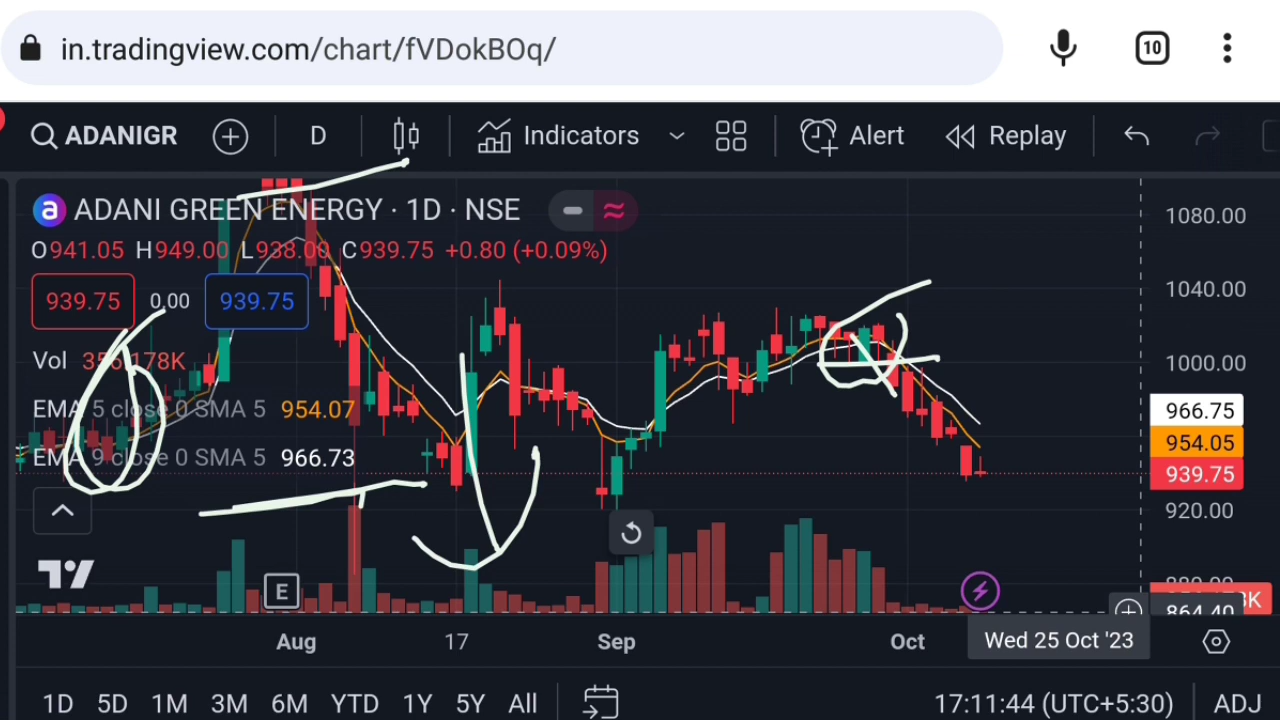 in.tradingview.com/chart/fVDokBOq/ 10
ADANIGR D Indicators Alert Replay
a ADANI GREEN ENERGY · 1D · NSE
O941.05 H949.00 L938.00 C939.75 +0.80 (+0.09%)
939.75 0.00 939.75
Vol 356.178K
EMA 5 close 0 SMA 5 954.07
EMA 9 close 0 SMA 5 966.73
1080.00
1040.00
1000.00
966.75
954.05
939.75
920.00
880.00
864.40
E
Aug 17 Sep Oct Wed 25 Oct '23
1D 5D 1M 3M 6M YTD 1Y 5Y All 17:11:44 (UTC+5:30) ADJ